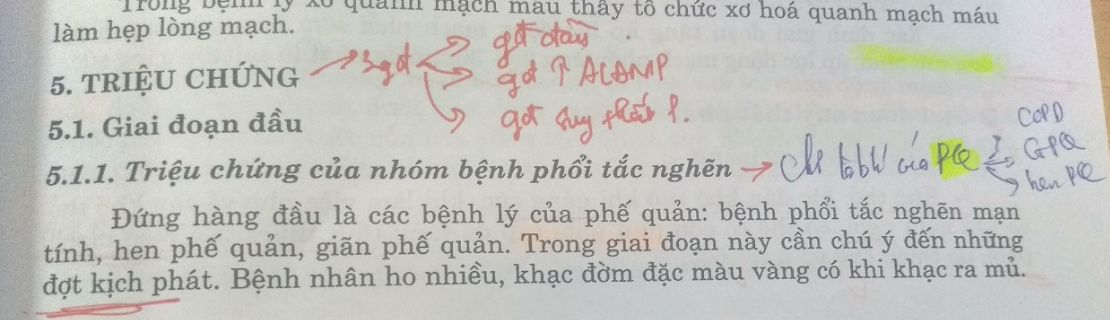 Trong bệnh lý xơ quanh mạch máu thấy tổ chức xơ hoá quanh mạch máu
làm hẹp lòng mạch.
5. TRIỆU CHỨNG → 3gđ
gđ đầu
gđ ↑ ALĐMP
gđ suy thất P.
5.1. Giai đoạn đầu
5.1.1. Triệu chứng của nhóm bệnh phổi tắc nghẽn → của PQ
COPD
GPQ
hen PQ
Đứng hàng đầu là các bệnh lý của phế quản: bệnh phổi tắc nghẽn mạn
tính, hen phế quản, giãn phế quản. Trong giai đoạn này cần chú ý đến những
đợt kịch phát. Bệnh nhân ho nhiều, khạc đờm đặc màu vàng có khi khạc ra mủ.